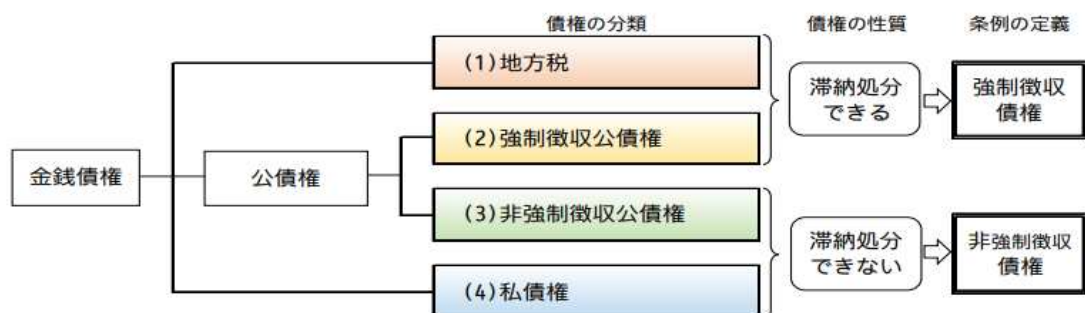 債権の分類
債権の性質
条例の定義
金銭債権
公債権
(1)地方税
(2)強制徴収公債権
(3)非強制徴収公債権
(4)私債権
滞納処分
できる
強制徴収
債権
滞納処分
できない
非強制徴収
債権